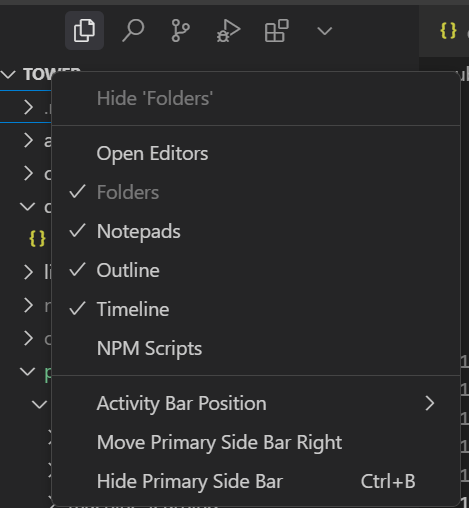 Hide 'Folders'
Open Editors
Folders
Notepads
Outline
Timeline
NPM Scripts
Activity Bar Position
Move Primary Side Bar Right
Hide Primary Side Bar Ctrl+B